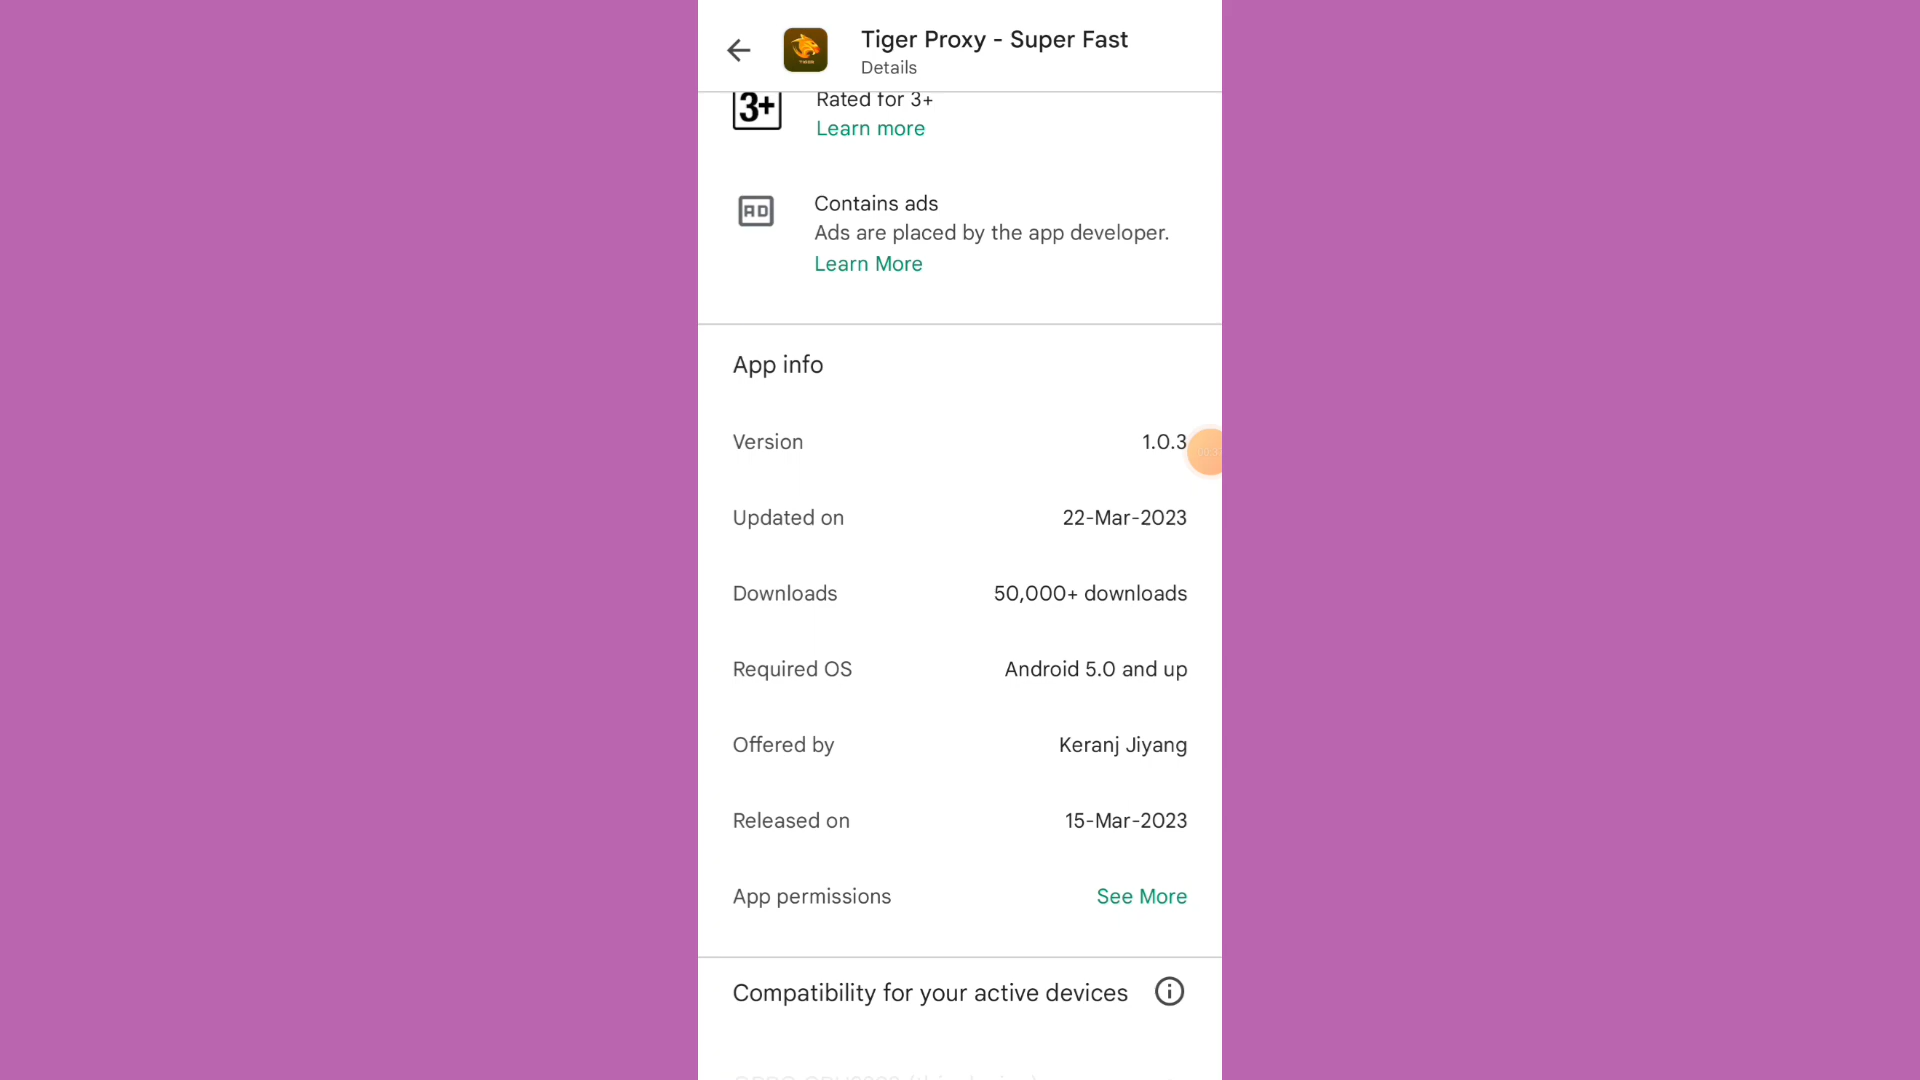 Tiger Proxy - Super Fast
Details
3+
Rated for 3+
Learn more
AD
Contains ads
Ads are placed by the app developer.
Learn More
App info
Version 1.0.3
Updated on 22-Mar-2023
Downloads 50,000+ downloads
Required OS Android 5.0 and up
Offered by Keranj Jiyang
Released on 15-Mar-2023
App permissions See More
Compatibility for your active devices